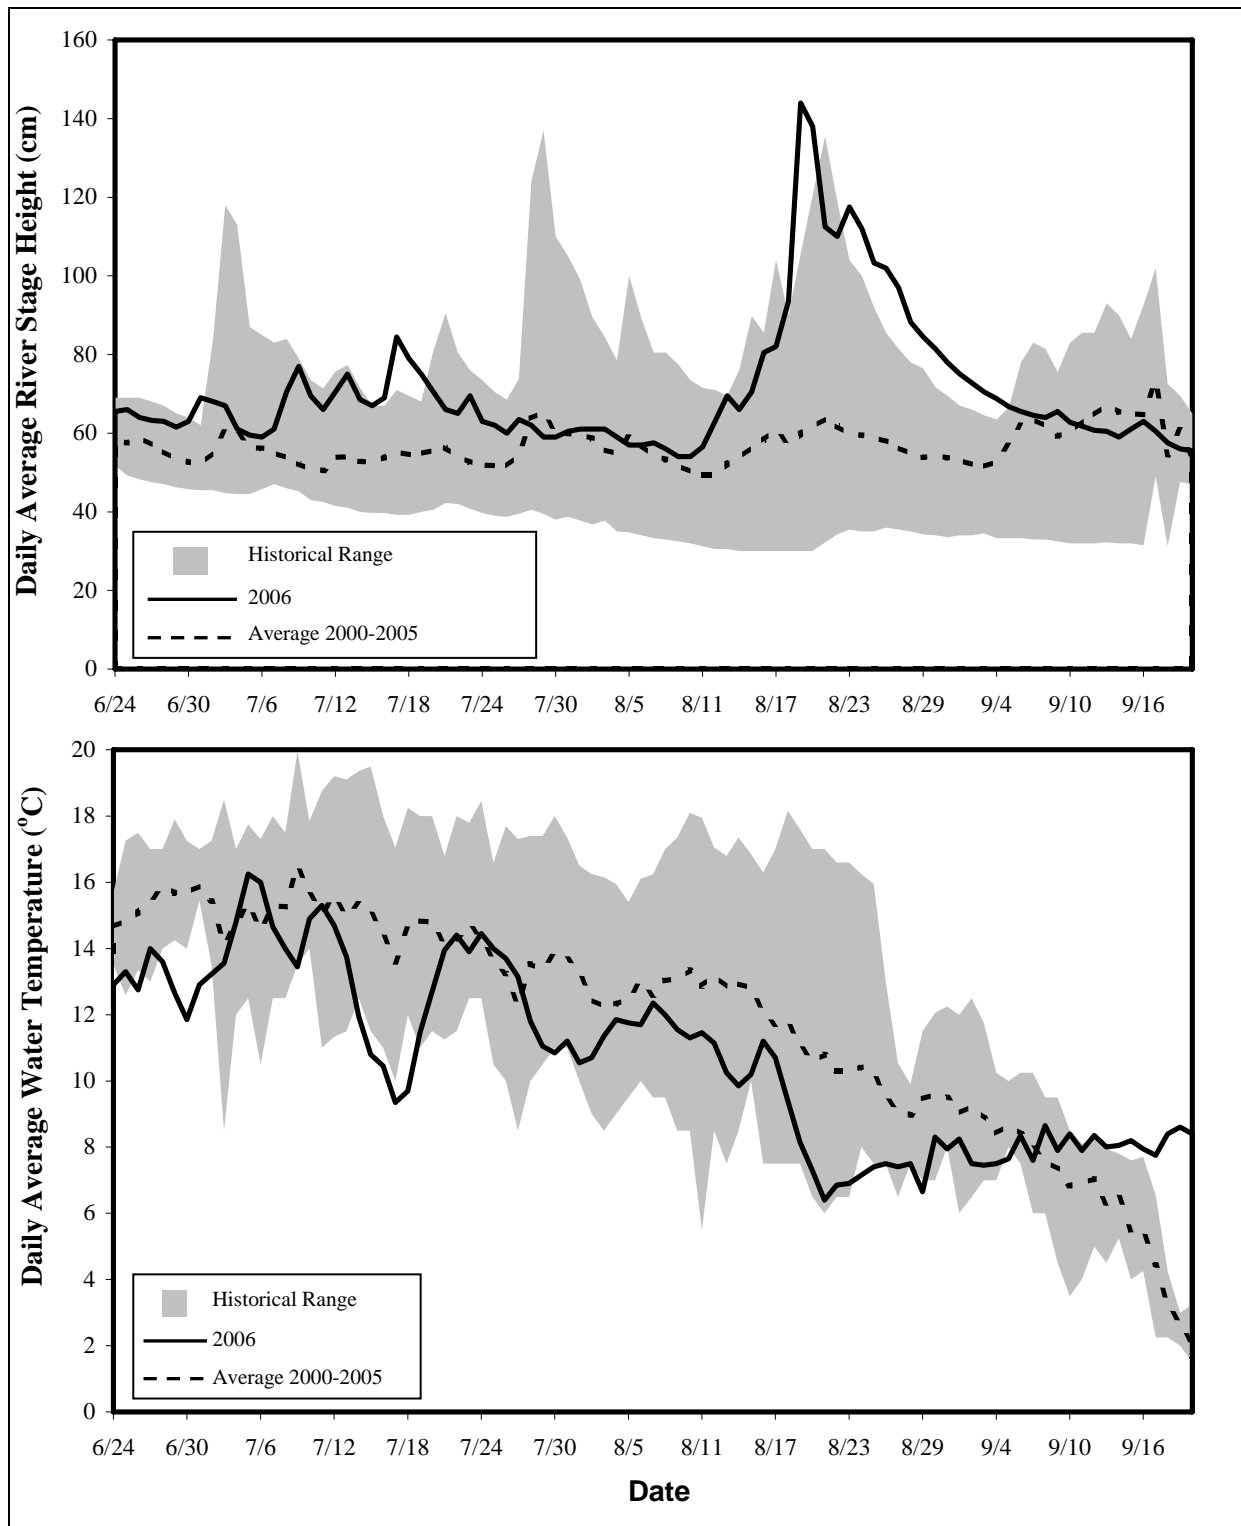 Daily Average River Stage Height (cm)
160
140
120
100
80
60
40
20
0
Historical Range
2006
Average 2000-2005
6/24 6/30 7/6 7/12 7/18 7/24 7/30 8/5 8/11 8/17 8/23 8/29 9/4 9/10 9/16
Daily Average Water Temperature (°C)
20
18
16
14
12
10
8
6
4
2
0
Historical Range
2006
Average 2000-2005
6/24 6/30 7/6 7/12 7/18 7/24 7/30 8/5 8/11 8/17 8/23 8/29 9/4 9/10 9/16
Date